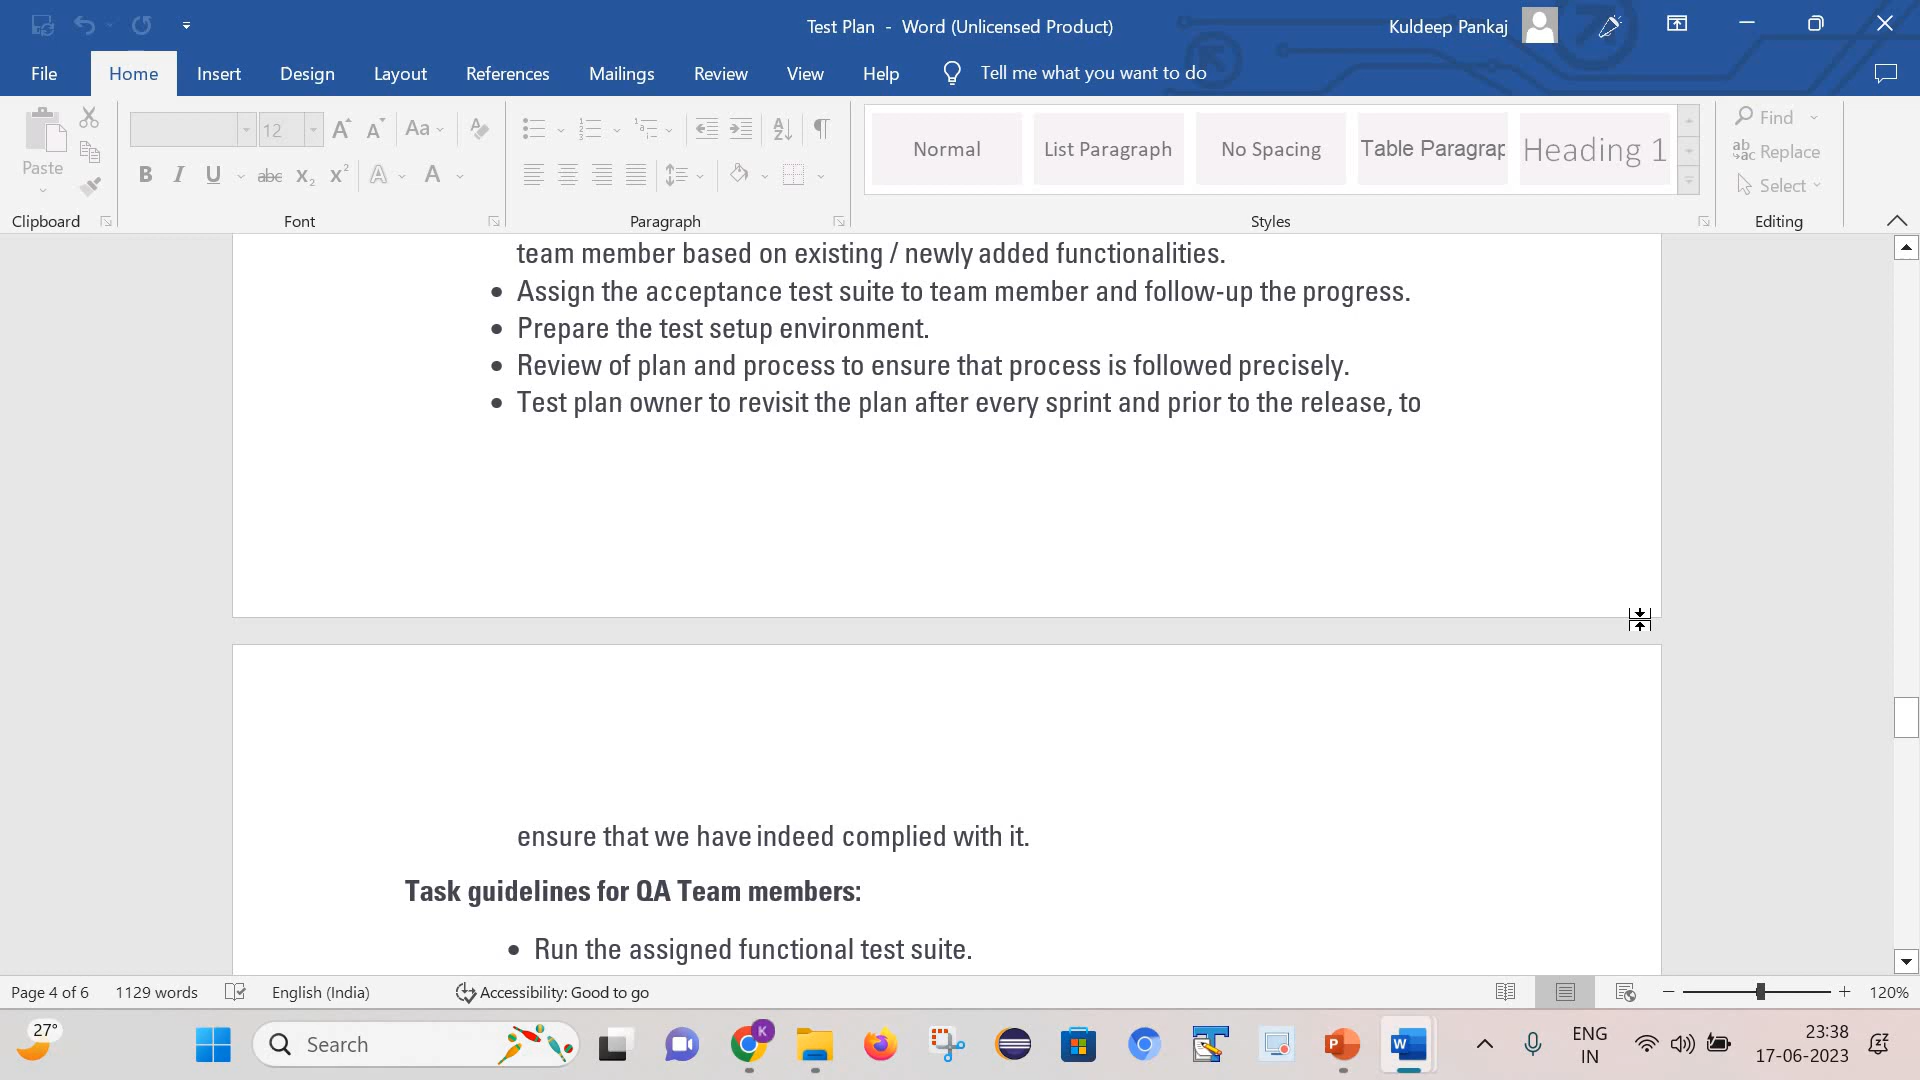 Test Plan - Word (Unlicensed Product)
Kuldeep Pankaj
K
File Home Insert Design Layout References Mailings Review View Help Tell me what you want to do
Paste
12
Aa
B I U abc X₂ X² A A
Normal
List Paragraph
No Spacing
Table Paragrap
Heading 1
Find
Replace
Select
Clipboard Font Paragraph Styles Editing
team member based on existing / newly added functionalities.
• Assign the acceptance test suite to team member and follow-up the progress.
• Prepare the test setup environment.
• Review of plan and process to ensure that process is followed precisely.
• Test plan owner to revisit the plan after every sprint and prior to the release, to
ensure that we have indeed complied with it.
Task guidelines for QA Team members:
• Run the assigned functional test suite.
Page 4 of 6 1129 words English (India) Accessibility: Good to go 120%
27°
Search
P
W
ENG
IN
23:38
17-06-2023